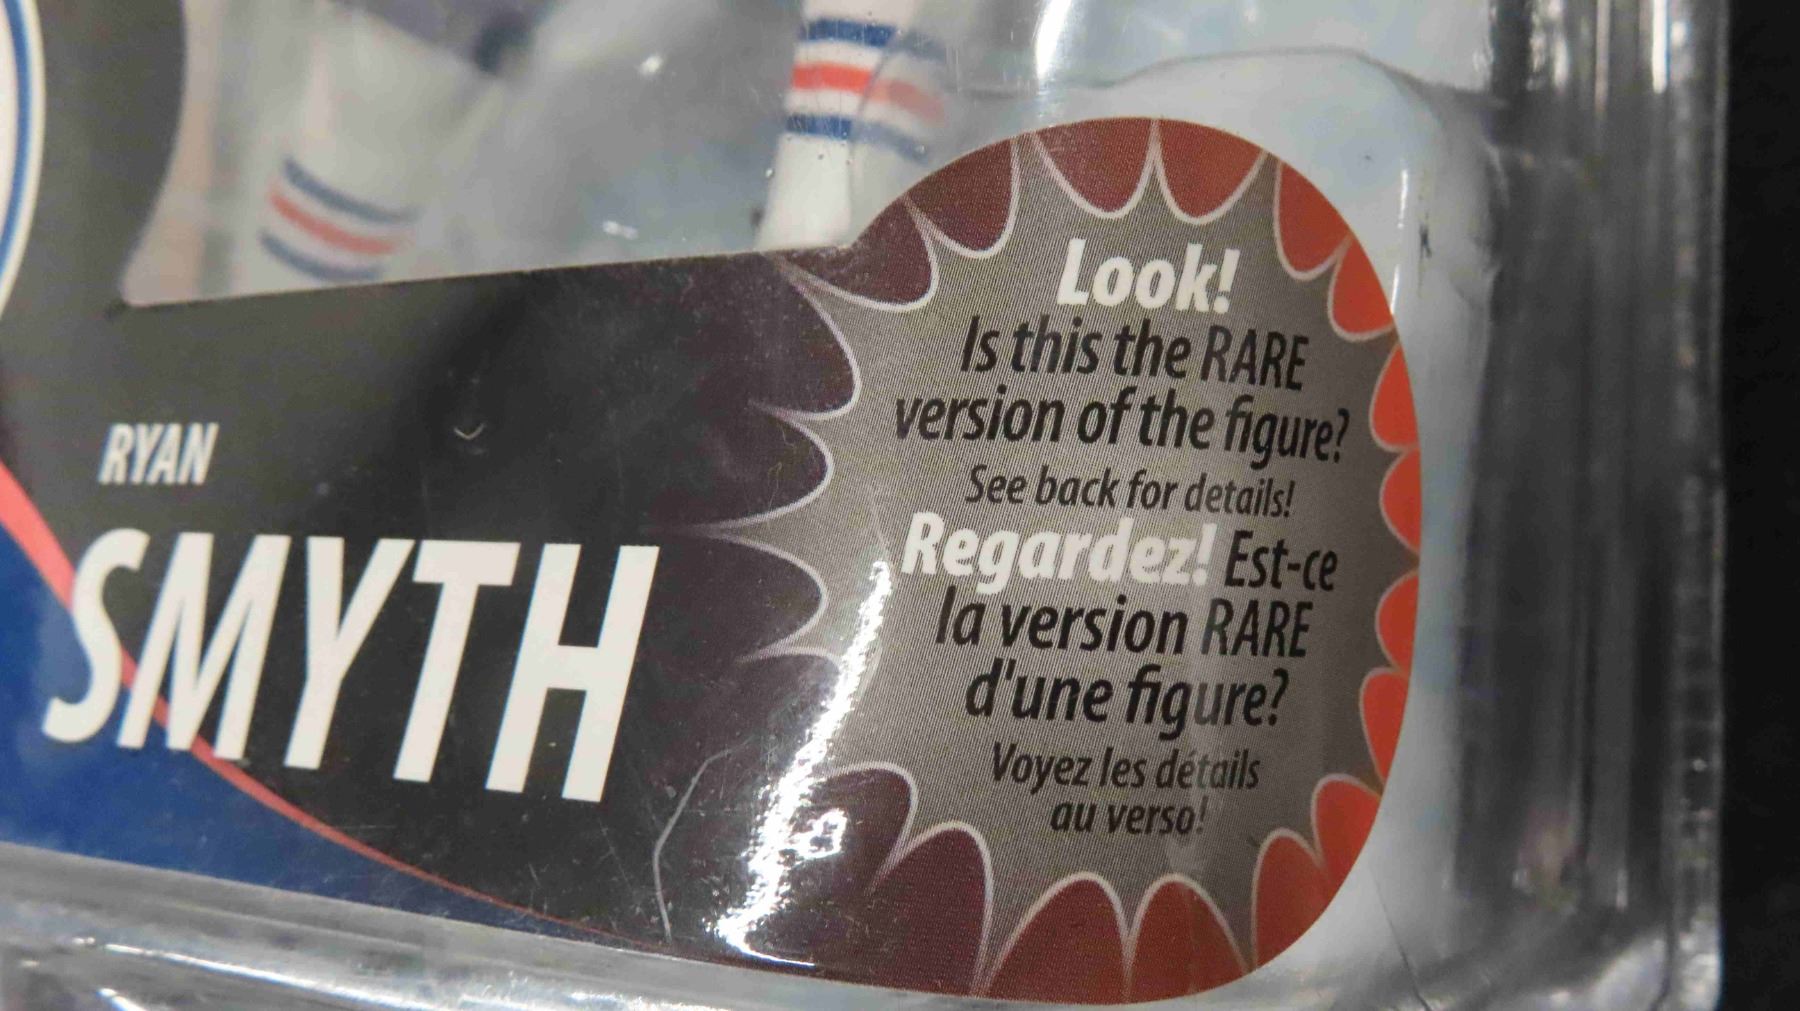 RYAN
SMYTH
Look!
Is this the RARE
version of the figure?
See back for details!
Regardez! Est-ce
la version RARE
d'une figure?
Voyez les détails
au verso!